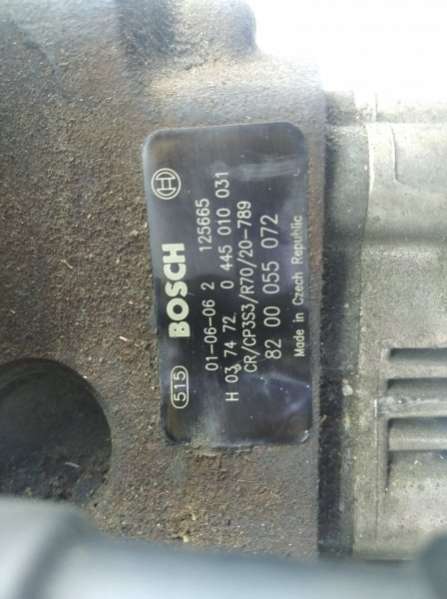 515 BOSCH
01-06-06 2 125665
H 03 74 72 0 445 010 031
CR/CP3S3/R70/20-789
82 00 055 072
Made in Czech Republic